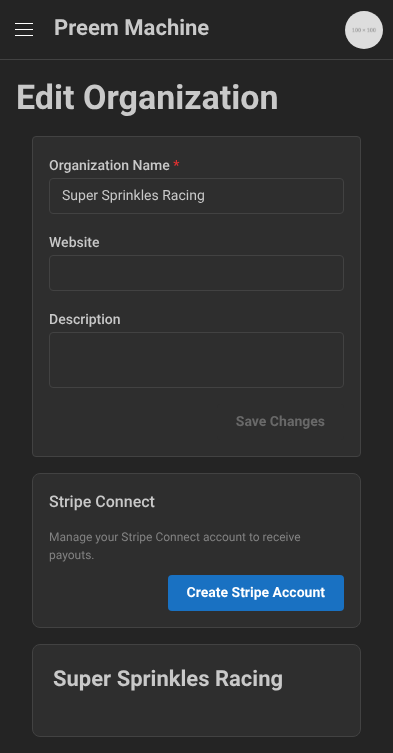 Preem Machine
100 × 100
Edit Organization
Organization Name *
Super Sprinkles Racing
Website
Description
Save Changes
Stripe Connect
Manage your Stripe Connect account to receive
payouts.
Create Stripe Account
Super Sprinkles Racing